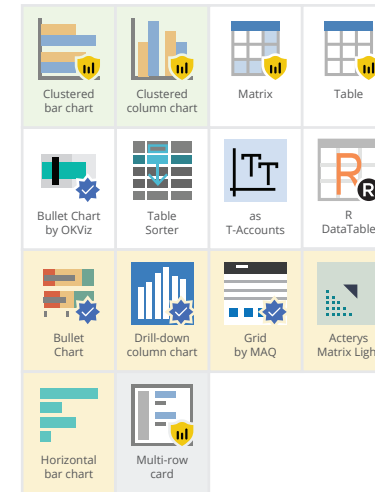 Clustered
bar chart
Clustered
column chart
Matrix
Table
Bullet Chart
by OKViz
Table
Sorter
TT
as
T-Accounts
R
R
R
DataTable
Bullet
Chart
Drill-down
column chart
Grid
by MAQ
Acterys
Matrix Ligh
Horizontal
bar chart
Multi-row
card